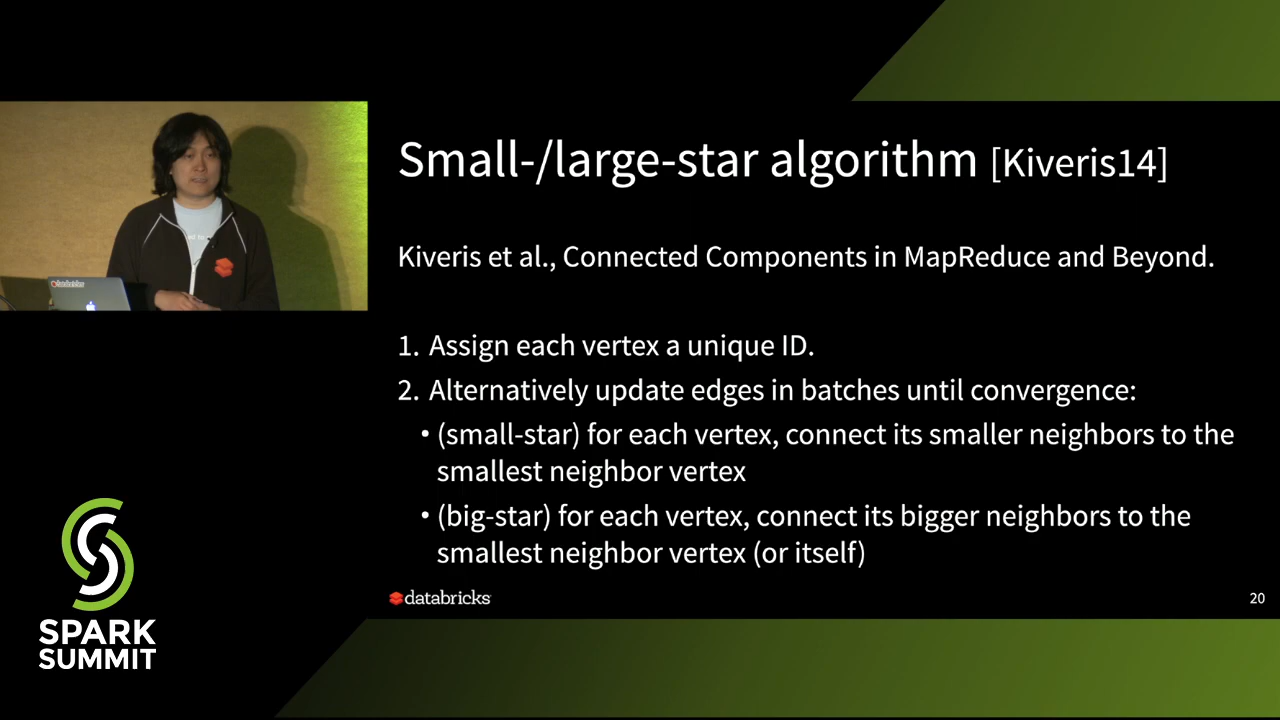 Small-/large-star algorithm [Kiveris14]
Kiveris et al., Connected Components in MapReduce and Beyond.
1. Assign each vertex a unique ID.
2. Alternatively update edges in batches until convergence:
• (small-star) for each vertex, connect its smaller neighbors to the
smallest neighbor vertex
• (big-star) for each vertex, connect its bigger neighbors to the
smallest neighbor vertex (or itself)
databricks
20
SPARK
SUMMIT